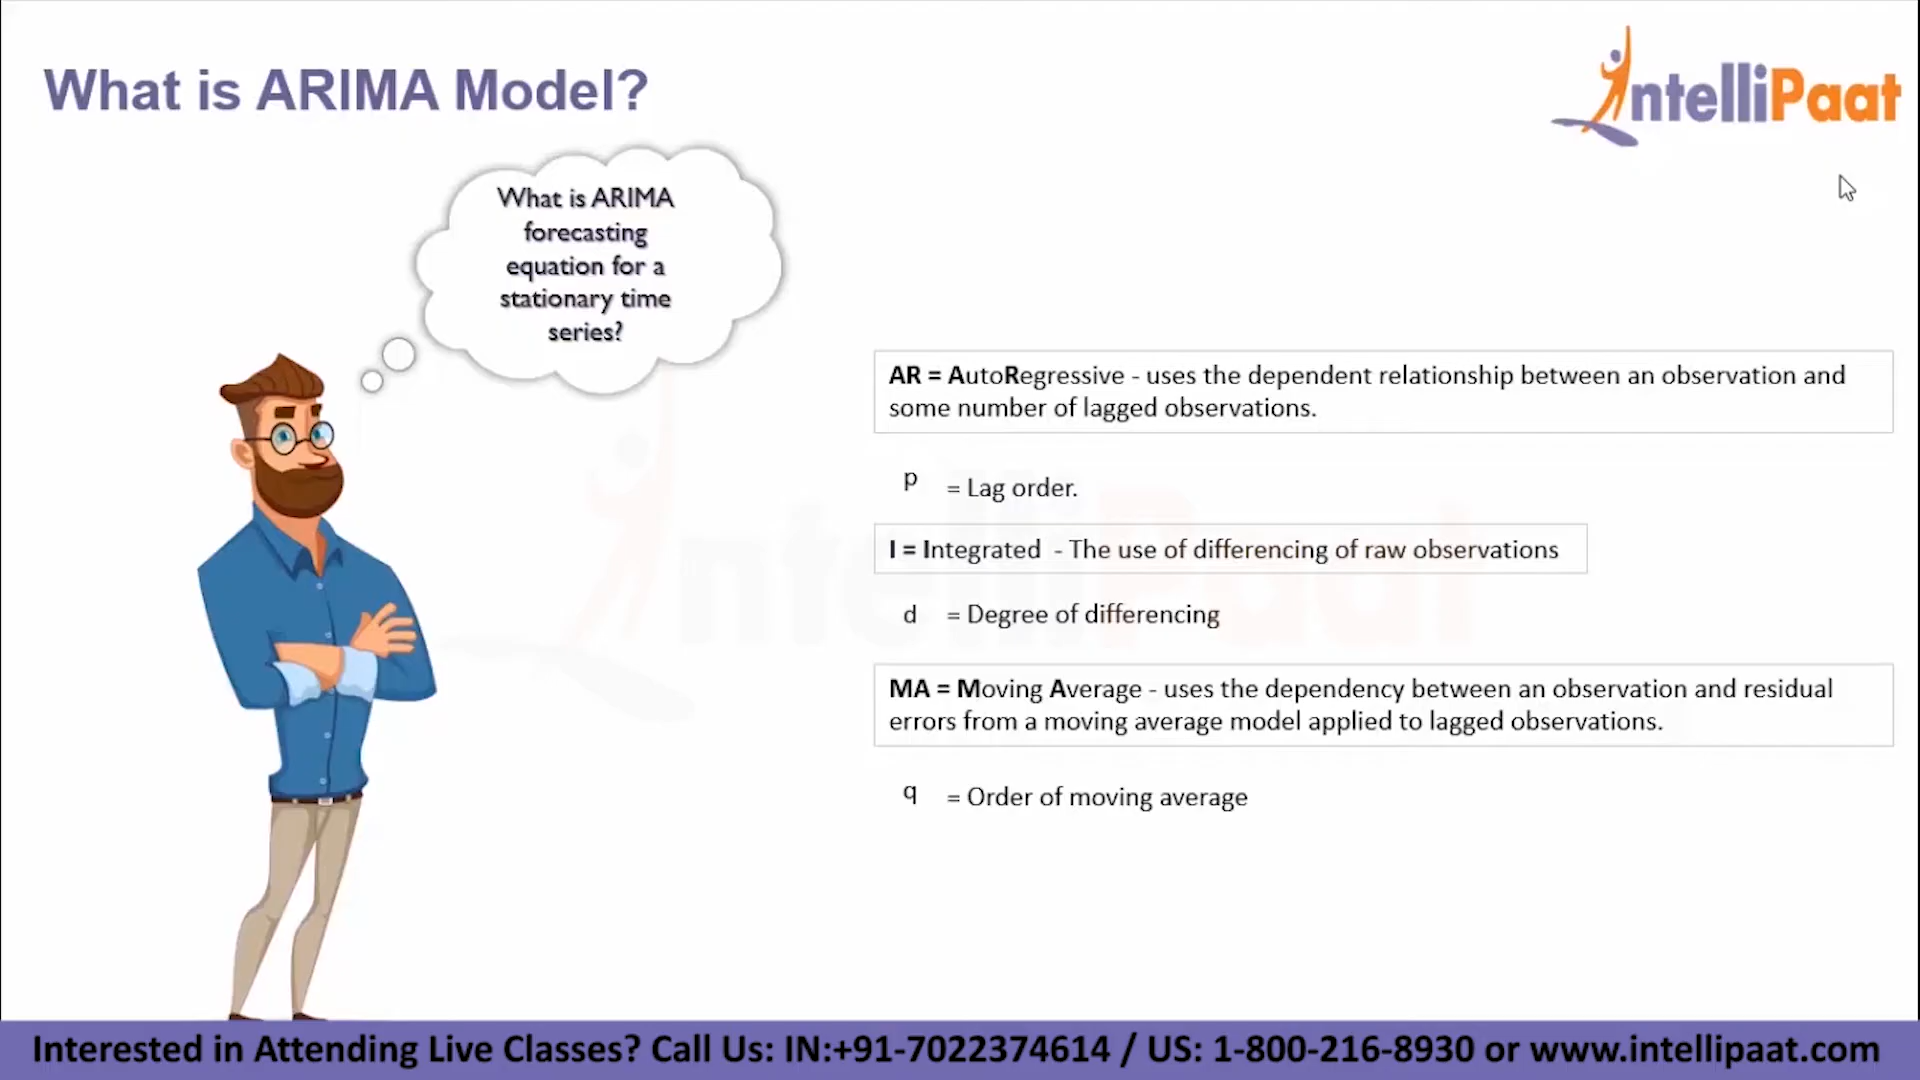 What is ARIMA Model?
IntelliPaat
What is ARIMA
forecasting
equation for a
stationary time
series?
AR = AutoRegressive - uses the dependent relationship between an observation and
some number of lagged observations.
p = Lag order.
I = Integrated - The use of differencing of raw observations
d = Degree of differencing
MA = Moving Average - uses the dependency between an observation and residual
errors from a moving average model applied to lagged observations.
q = Order of moving average
IntelliPaat
Interested in Attending Live Classes? Call Us: IN:+91-7022374614 / US: 1-800-216-8930 or www.intellipaat.com